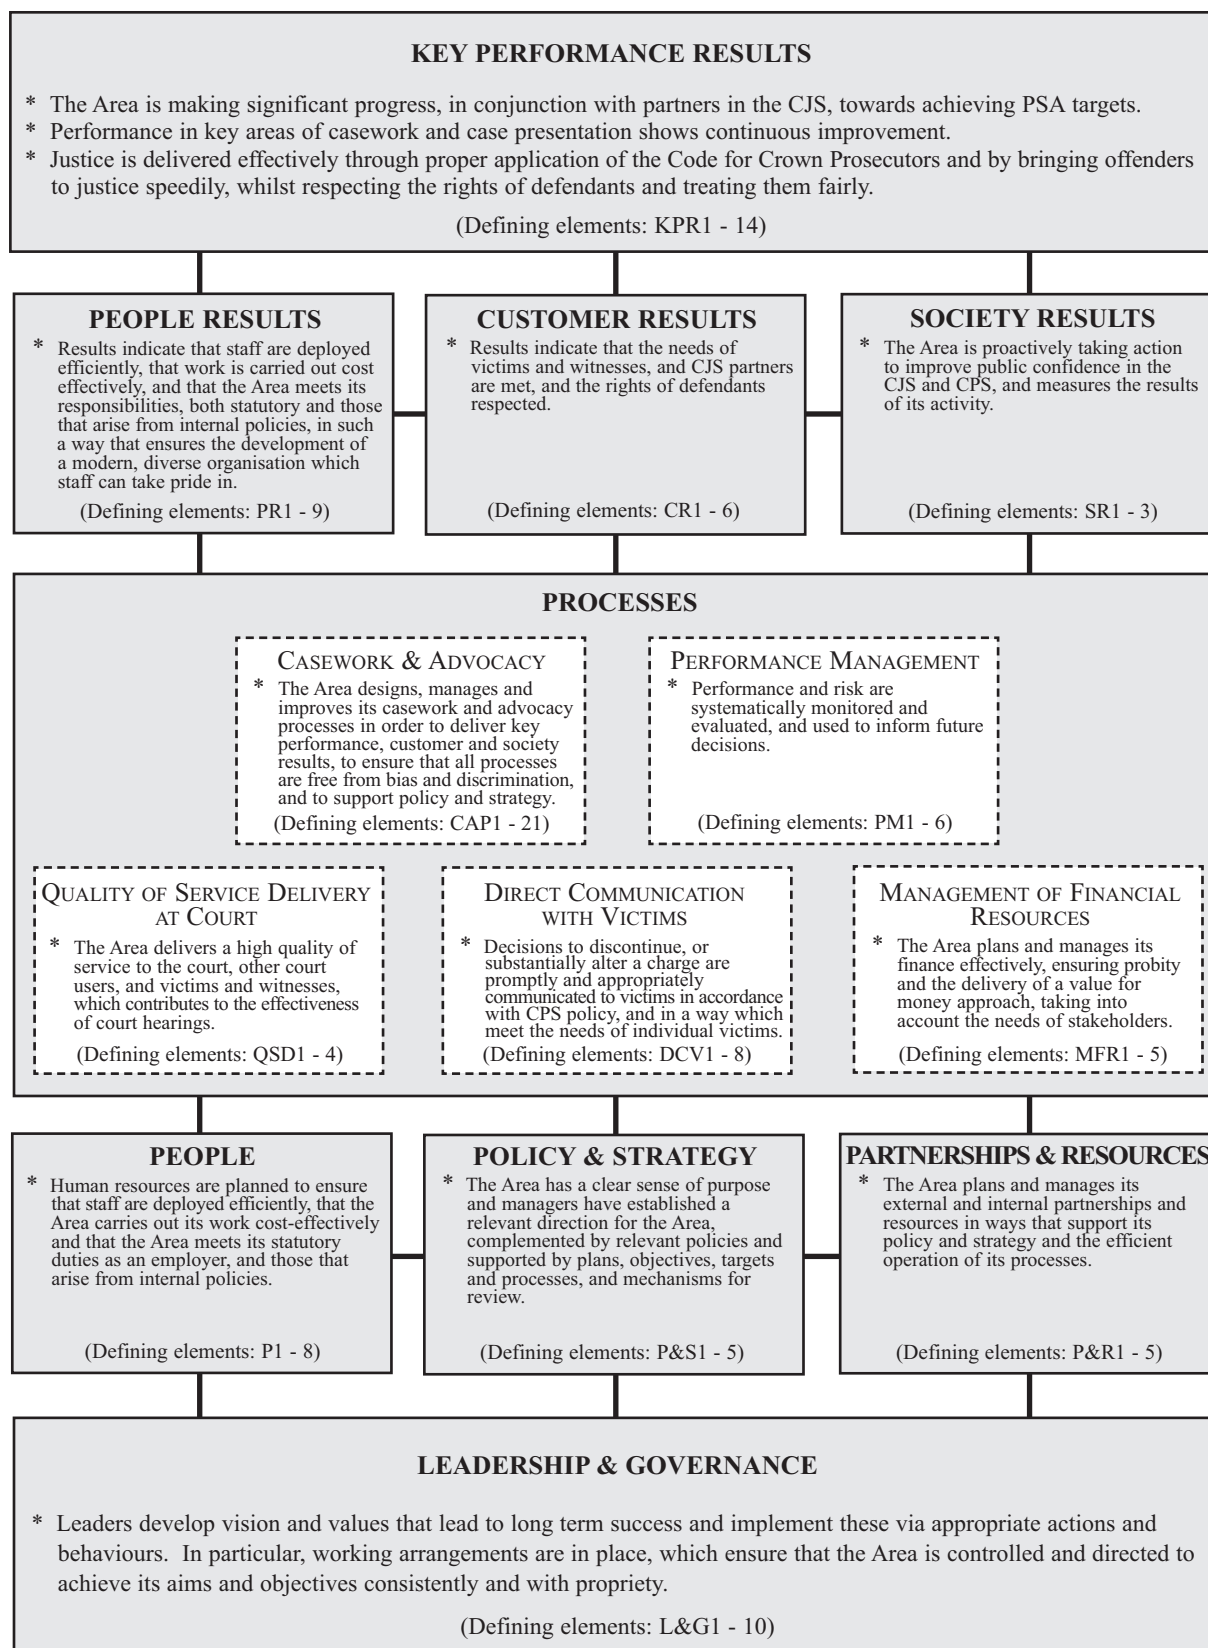 KEY PERFORMANCE RESULTS
* The Area is making significant progress, in conjunction with partners in the CJS, towards achieving PSA targets.
* Performance in key areas of casework and case presentation shows continuous improvement.
* Justice is delivered effectively through proper application of the Code for Crown Prosecutors and by bringing offenders
to justice speedily, whilst respecting the rights of defendants and treating them fairly.
(Defining elements: KPR1 - 14)
PEOPLE RESULTS
* Results indicate that staff are deployed
efficiently, that work is carried out cost
effectively, and that the Area meets its
responsibilities, both statutory and those
that arise from internal policies, in such
a way that ensures the development of
a modern, diverse organisation which
staff can take pride in.
(Defining elements: PR1 - 9)
CUSTOMER RESULTS
* Results indicate that the needs of
victims and witnesses, and CJS partners
are met, and the rights of defendants
respected.
(Defining elements: CR1 - 6)
SOCIETY RESULTS
* The Area is proactively taking action
to improve public confidence in the
CJS and CPS, and measures the results
of its activity.
(Defining elements: SR1 - 3)
PROCESSES
CASEWORK & ADVOCACY
* The Area designs, manages and
improves its casework and advocacy
processes in order to deliver key
performance, customer and society
results, to ensure that all processes
are free from bias and discrimination,
and to support policy and strategy.
(Defining elements: CAP1 - 21)
PERFORMANCE MANAGEMENT
* Performance and risk are
systematically monitored and
evaluated, and used to inform future
decisions.
(Defining elements: PM1 - 6)
QUALITY OF SERVICE DELIVERY
AT COURT
* The Area delivers a high quality of
service to the court, other court
users, and victims and witnesses,
which contributes to the effectiveness
of court hearings.
(Defining elements: QSD1 - 4)
DIRECT COMMUNICATION
WITH VICTIMS
* Decisions to discontinue, or
substantially alter a charge are
promptly and appropriately
communicated to victims in accordance
with CPS policy, and in a way which
meet the needs of individual victims.
(Defining elements: DCV1 - 8)
MANAGEMENT OF FINANCIAL
RESOURCES
* The Area plans and manages its
finance effectively, ensuring probity
and the delivery of a value for
money approach, taking into
account the needs of stakeholders.
(Defining elements: MFR1 - 5)
PEOPLE
* Human resources are planned to ensure
that staff are deployed efficiently, that the
Area carries out its work cost-effectively
and that the Area meets its statutory
duties as an employer, and those that
arise from internal policies.
(Defining elements: P1 - 8)
POLICY & STRATEGY
* The Area has a clear sense of purpose
and managers have established a
relevant direction for the Area,
complemented by relevant policies and
supported by plans, objectives, targets
and processes, and mechanisms for
review.
(Defining elements: P&S1 - 5)
PARTNERSHIPS & RESOURCES
* The Area plans and manages its
external and internal partnerships and
resources in ways that support its
policy and strategy and the efficient
operation of its processes.
(Defining elements: P&R1 - 5)
LEADERSHIP & GOVERNANCE
* Leaders develop vision and values that lead to long term success and implement these via appropriate actions and
behaviours. In particular, working arrangements are in place, which ensure that the Area is controlled and directed to
achieve its aims and objectives consistently and with propriety.
(Defining elements: L&G1 - 10)